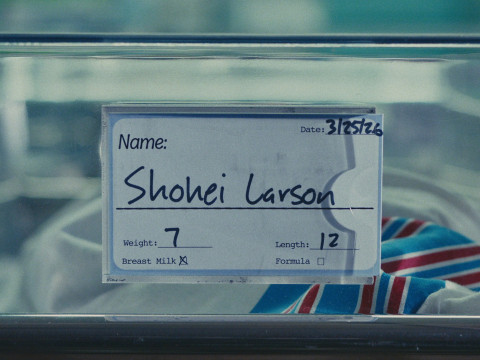 Date: 3/25/26
Name:
Shohei Larson
Weight: 7 Length: 12
Breast Milk ☒ Formula ☐